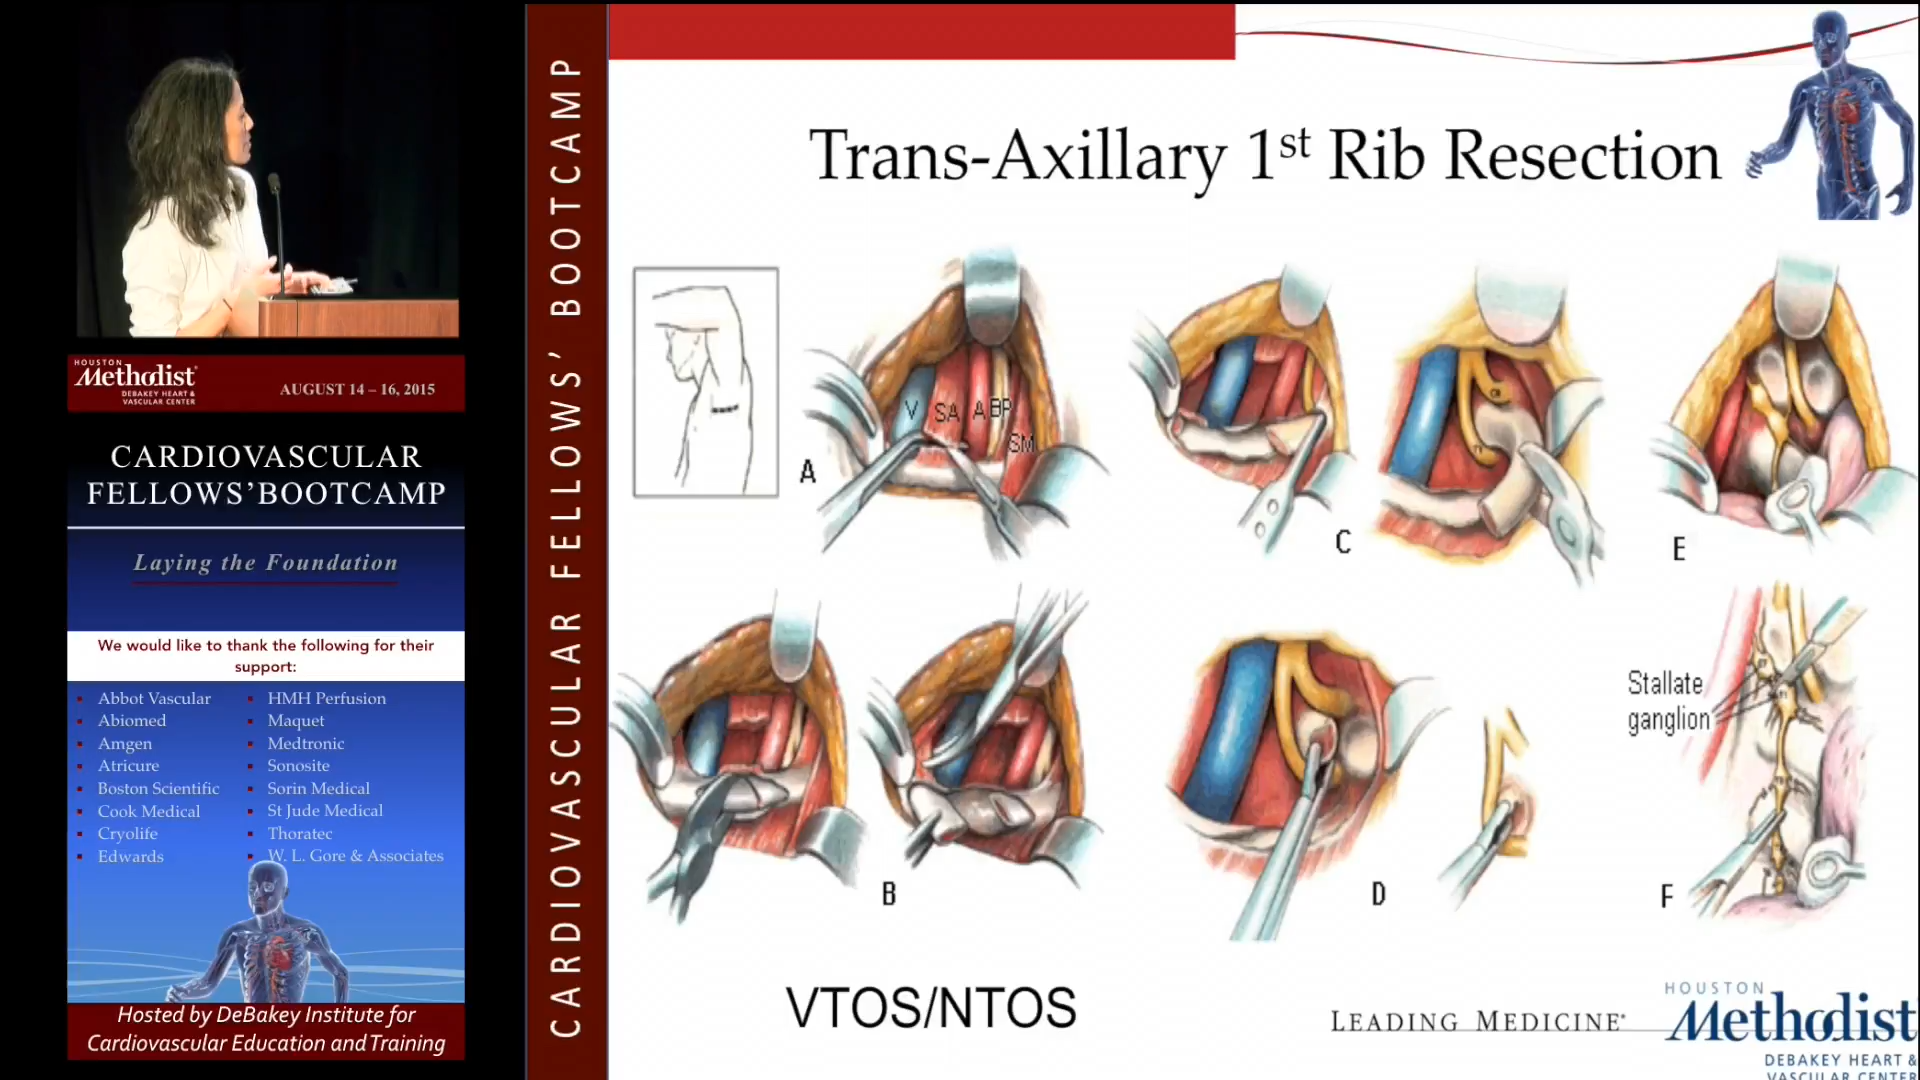 HOUSTON
Methodist
DEBAKEY HEART &
VASCULAR CENTER
AUGUST 14 – 16, 2015
CARDIOVASCULAR
FELLOWS'BOOTCAMP
Laying the Foundation
We would like to thank the following for their
support:
Abbot Vascular
Abiomed
Amgen
Atricure
Boston Scientific
Cook Medical
Cryolife
Edwards
HMH Perfusion
Maquet
Medtronic
Sonosite
Sorin Medical
St Jude Medical
Thoratec
W. L. Gore & Associates
Hosted by DeBakey Institute for
Cardiovascular Education and Training
CARDIOVASCULAR FELLOWS' BOOTCAMP
Trans-Axillary 1st Rib Resection
V SA A BP
SM
A
C
E
B
D
Stallate
ganglion
F
VTOS/NTOS
LEADING MEDICINE
HOUSTON
Methodist
DEBAKEY HEART &
VASCULAR CENTER